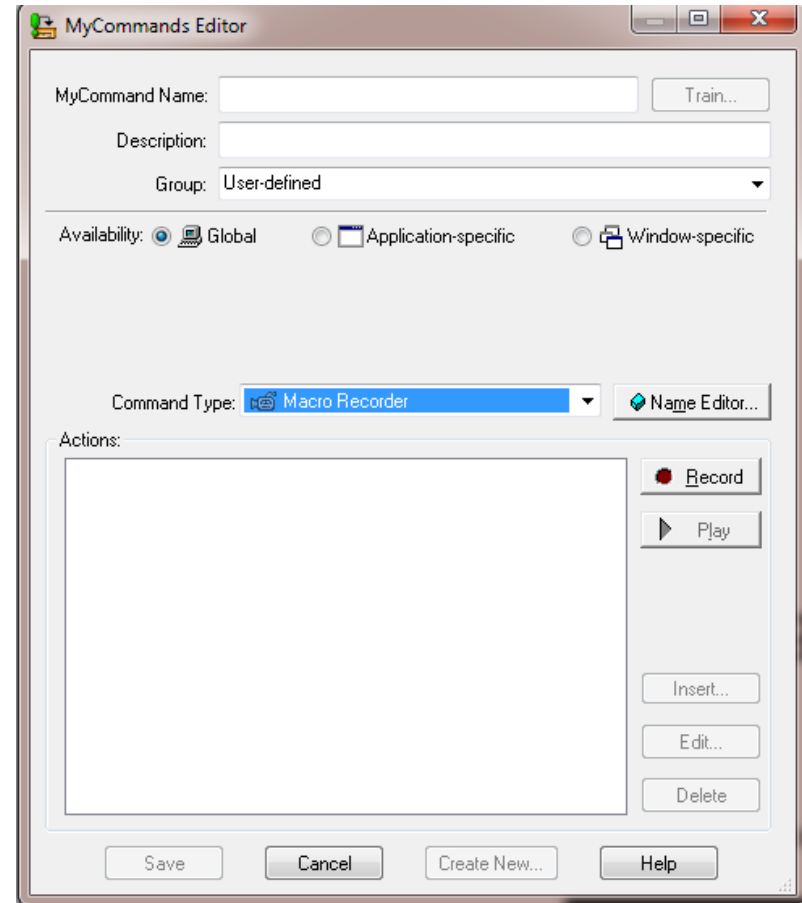 MyCommands Editor
MyCommand Name: Train...
Description:
Group: User-defined
Availability: Global Application-specific Window-specific
Command Type: Macro Recorder Name Editor...
Actions:
Record
Play
Insert...
Edit...
Delete
Save Cancel Create New... Help